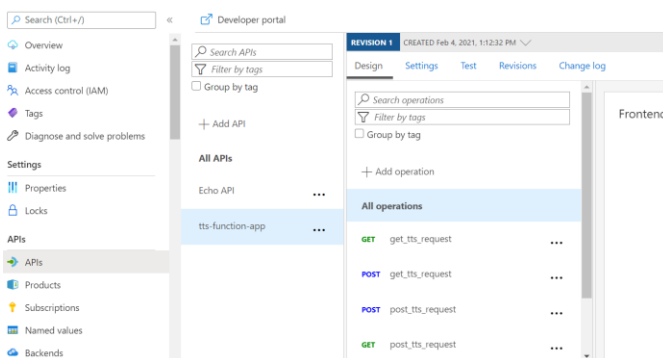 Search (Ctrl+/)
«
Overview
Activity log
Access control (IAM)
Tags
Diagnose and solve problems
Settings
Properties
Locks
APIs
APIs
Products
Subscriptions
Named values
Backends
Developer portal
Search APIs
Filter by tags
Group by tag
Add API
All APIs
Echo API
tts-function-app
REVISION 1 CREATED Feb 4, 2021, 1:12:32 PM
Design Settings Test Revisions Change log
Search operations
Filter by tags
Group by tag
Add operation
All operations
GET get_tts_request
POST get_tts_request
POST post_tts_request
GET post_tts_request